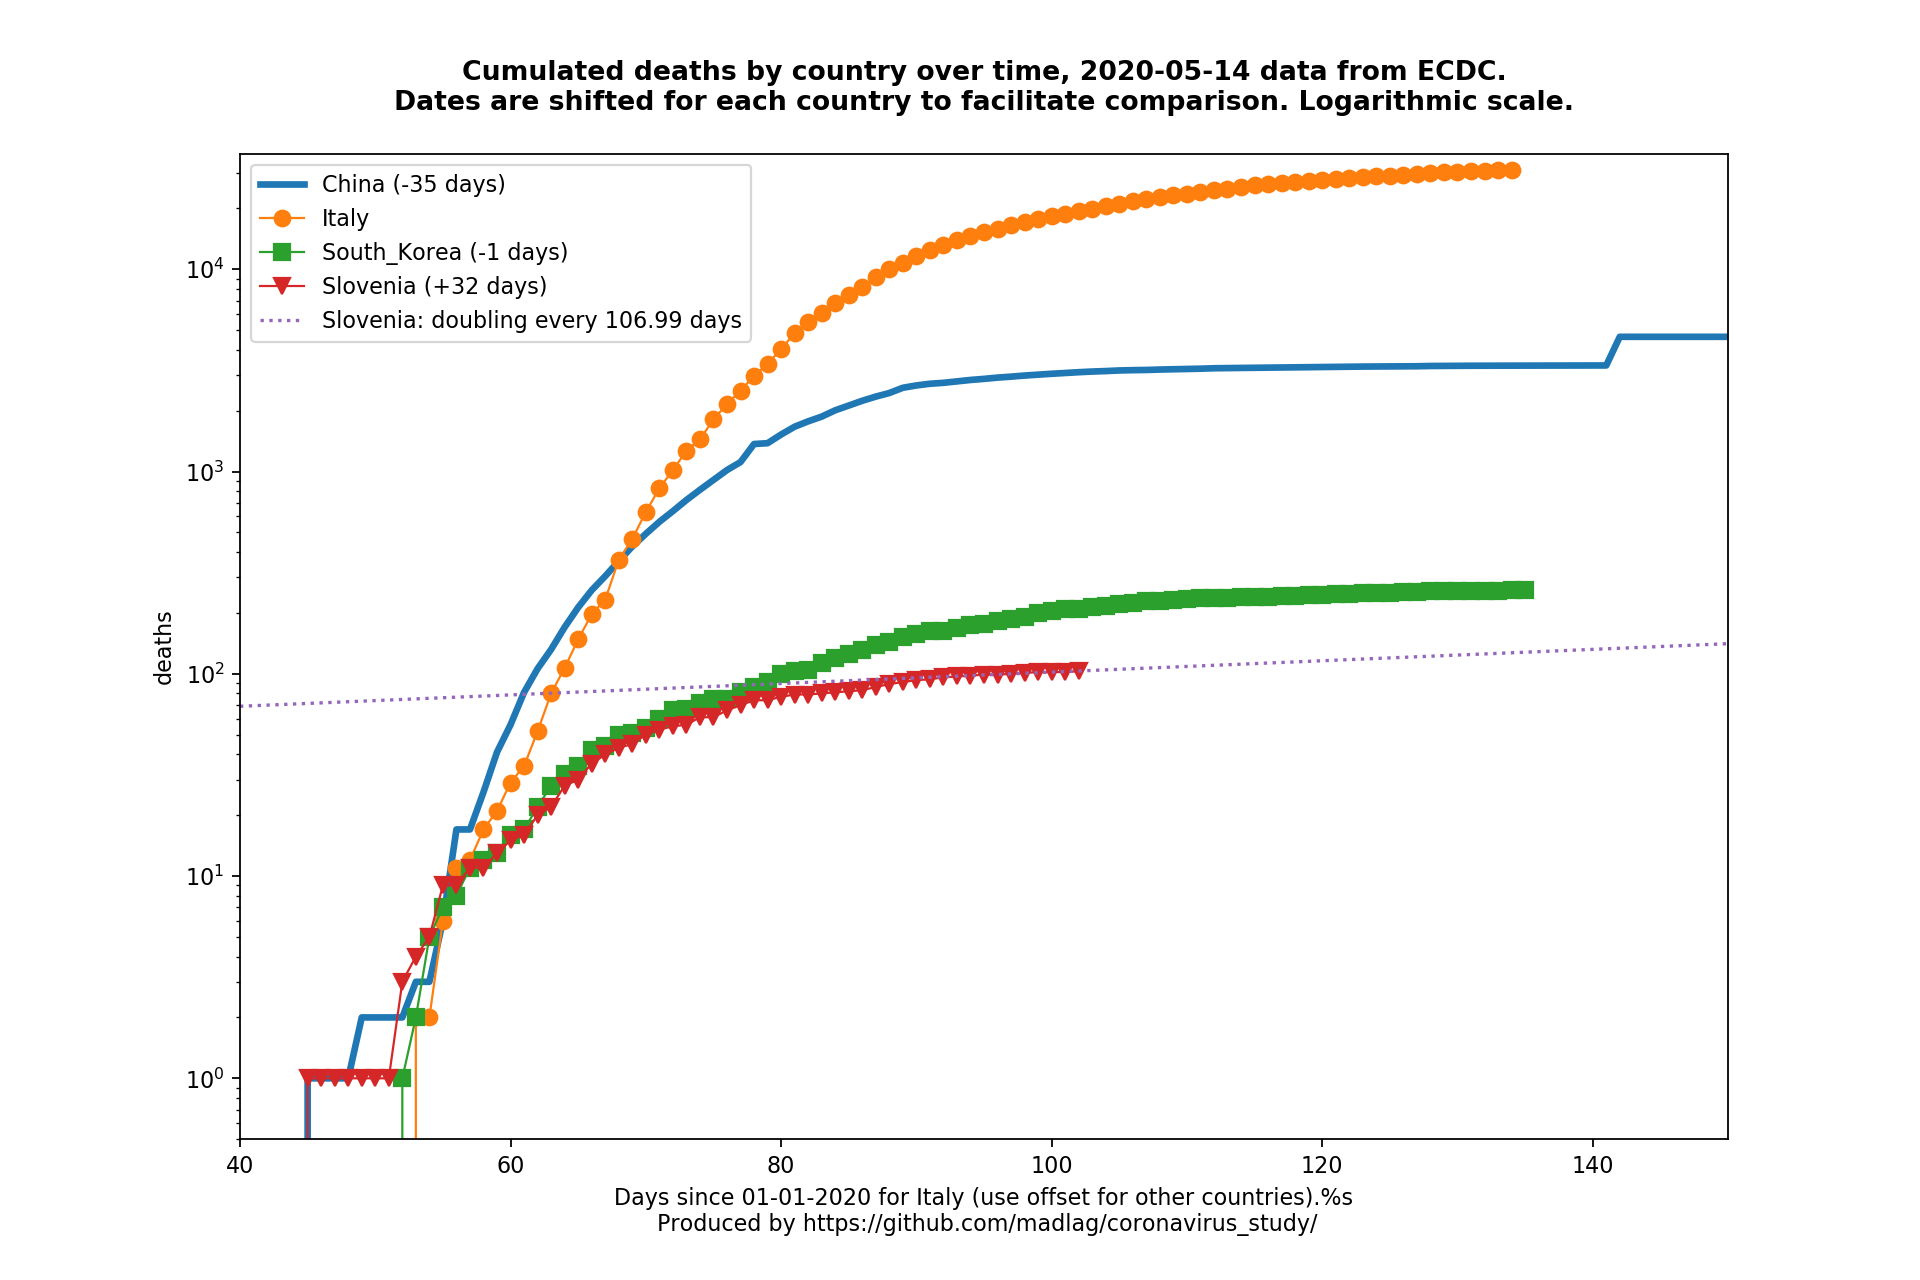 Cumulated deaths by country over time, 2020-05-14 data from ECDC.
Dates are shifted for each country to facilitate comparison. Logarithmic scale.
China (-35 days)
Italy
South_Korea (-1 days)
Slovenia (+32 days)
Slovenia: doubling every 106.99 days
10⁴
10³
10²
10¹
10⁰
deaths
40 60 80 100 120 140
Days since 01-01-2020 for Italy (use offset for other countries).%s
Produced by https://github.com/madlag/coronavirus_study/